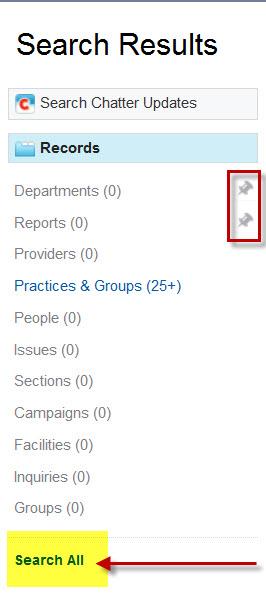 Search Results
Search Chatter Updates
Records
Departments (0)
Reports (0)
Providers (0)
Practices & Groups (25+)
People (0)
Issues (0)
Sections (0)
Campaigns (0)
Facilities (0)
Inquiries (0)
Groups (0)
Search All